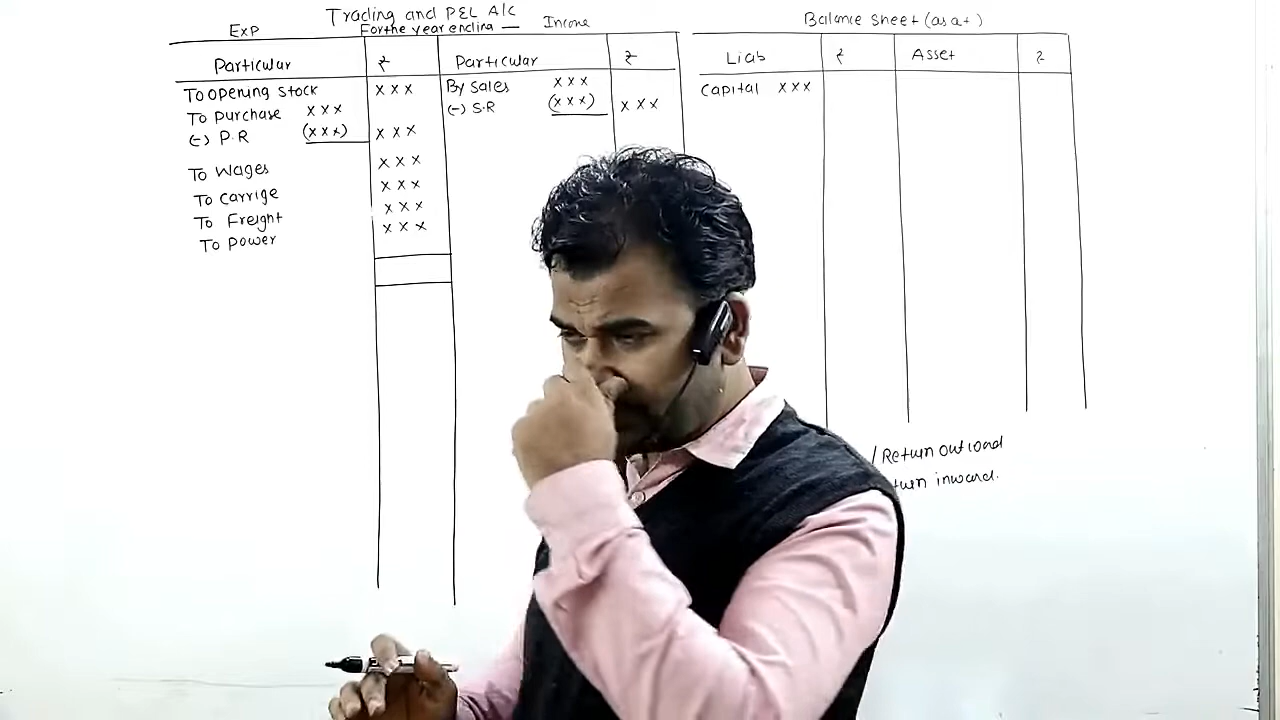 Trading and P&L A/c
Exp For the year ending — Income
Particular ₹ Particular ₹
To opening stock x x x By Sales x x x
To purchase x x x (-) S.R (x x x) x x x
(-) P.R (x x x) x x x
To Wages x x x
To Carrige x x x
To Freight x x x
To Power x x x
Balance Sheet (as at )
Liab ₹ Asset ₹
Capital x x x
/ Return outward
turn inward.